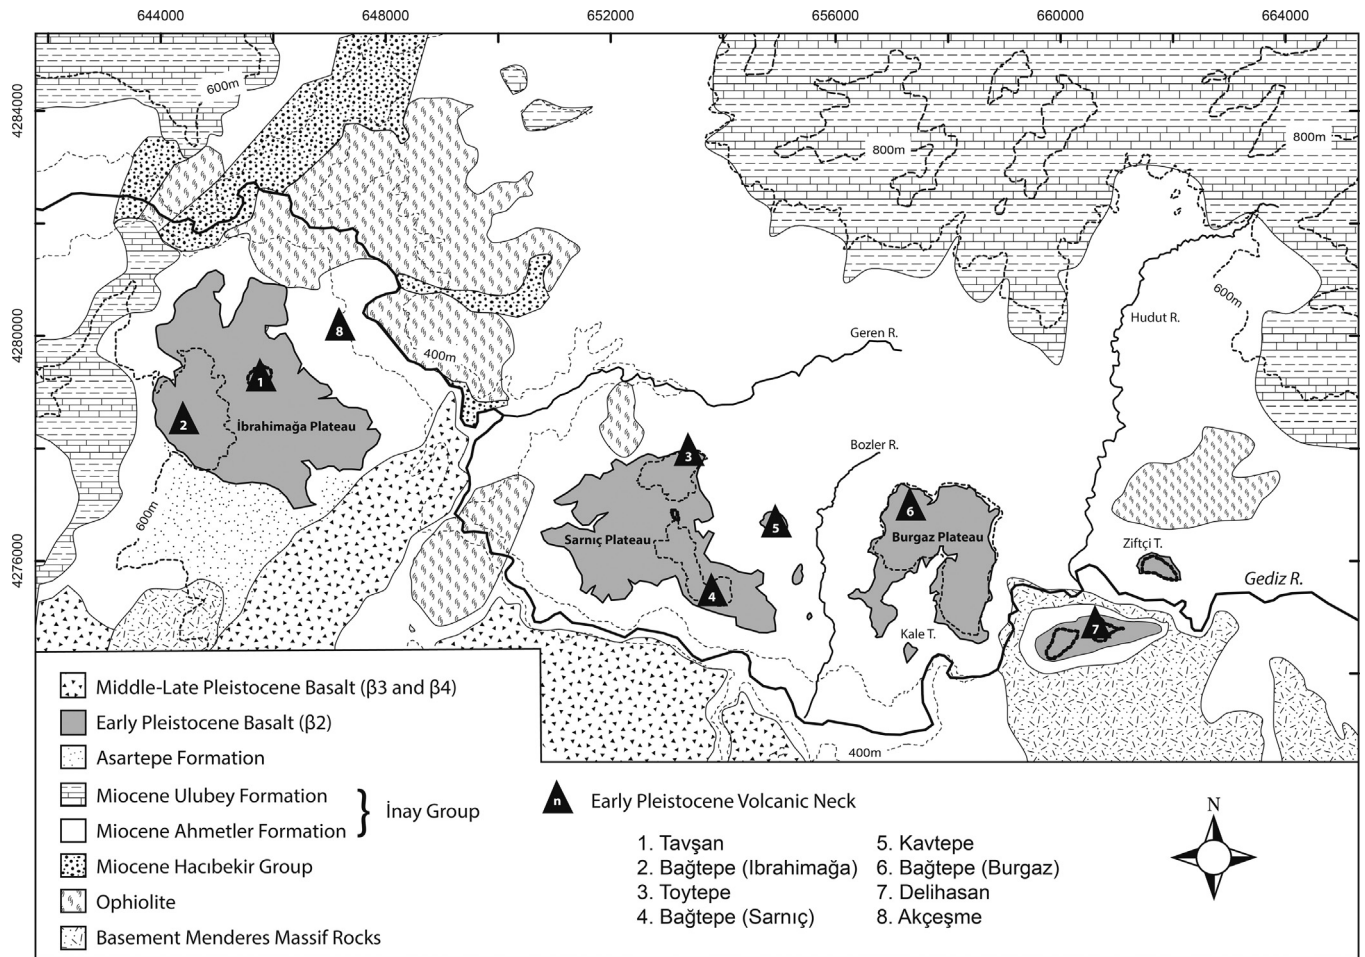 644000 648000 652000 656000 660000 664000
4284000
4280000
4276000
600m
800m
800m
600m
Hudut R.
Geren R.
400m
8
1
2
İbrahimağa Plateau
Bozler R.
3
600m
5
6
Sarnıç Plateau
Burgaz Plateau
Ziftçi T.
Gediz R.
4
7
Kale T.
400m
Middle-Late Pleistocene Basalt (β3 and β4)
Early Pleistocene Basalt (β2)
Asartepe Formation
Miocene Ulubey Formation
Miocene Ahmetler Formation
İnay Group
Miocene Hacıbekir Group
Ophiolite
Basement Menderes Massif Rocks
n Early Pleistocene Volcanic Neck
1. Tavşan
2. Bağtepe (Ibrahimağa)
3. Toytepe
4. Bağtepe (Sarnıç)
5. Kavtepe
6. Bağtepe (Burgaz)
7. Delihasan
8. Akçeşme
N